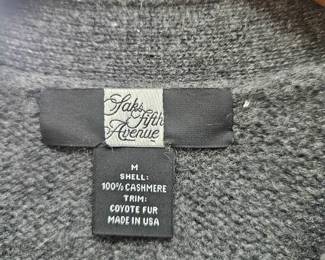 Saks
Fifth
Avenue
M
SHELL:
100% CASHMERE
TRIM:
COYOTE FUR
MADE IN USA